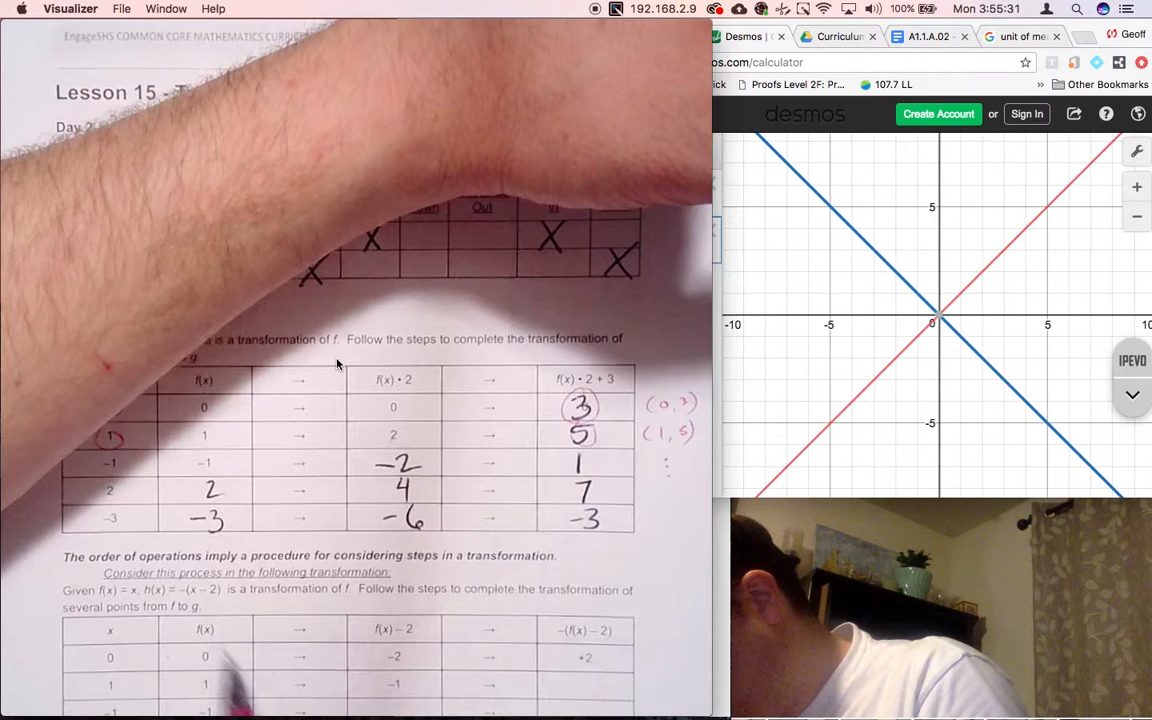 Visualizer File Edit Window Help 192.168.2.9 100% Mon 3:55:31
EngageSHS COMMON CORE MATHEMATICS
Lesson 15 -
Day 2
Out
In
X X
X X
is a transformation of f. Follow the steps to complete the transformation of
g.
f(x) → f(x) • 2 → f(x) • 2 + 3
0 → 0 → 3 (0,3)
1 1 → 2 → 5 (1,5)
-1 -1 → -2 → 1 ⋮
2 2 → 4 → 7
-3 -3 → -6 → -3
The order of operations imply a procedure for considering steps in a transformation.
Consider this process in the following transformation:
Given f(x) = x, h(x) = -(x - 2) is a transformation of f. Follow the steps to complete the transformation of
several points from f to g.
x f(x) → f(x) - 2 → -(f(x) - 2)
0 0 → -2 → +2
1 1 → -1 →
-1 -1
Desmos | Curriculum A1.1.A.02 - unit of me Geoff
os.com/calculator
ick Proofs Level 2F: Pr... 107.7 LL » Other Bookmarks
desmos Create Account or Sign In
5
-10 -5 0 5 10
-5
IPEVO